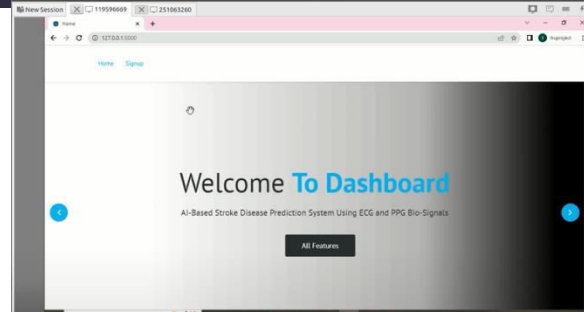 New Session 119596669 251063260
Home
127.0.0.1:5000
Home Signup
Welcome To Dashboard
AI-Based Stroke Disease Prediction System Using ECG and PPG Bio-Signals
All Features